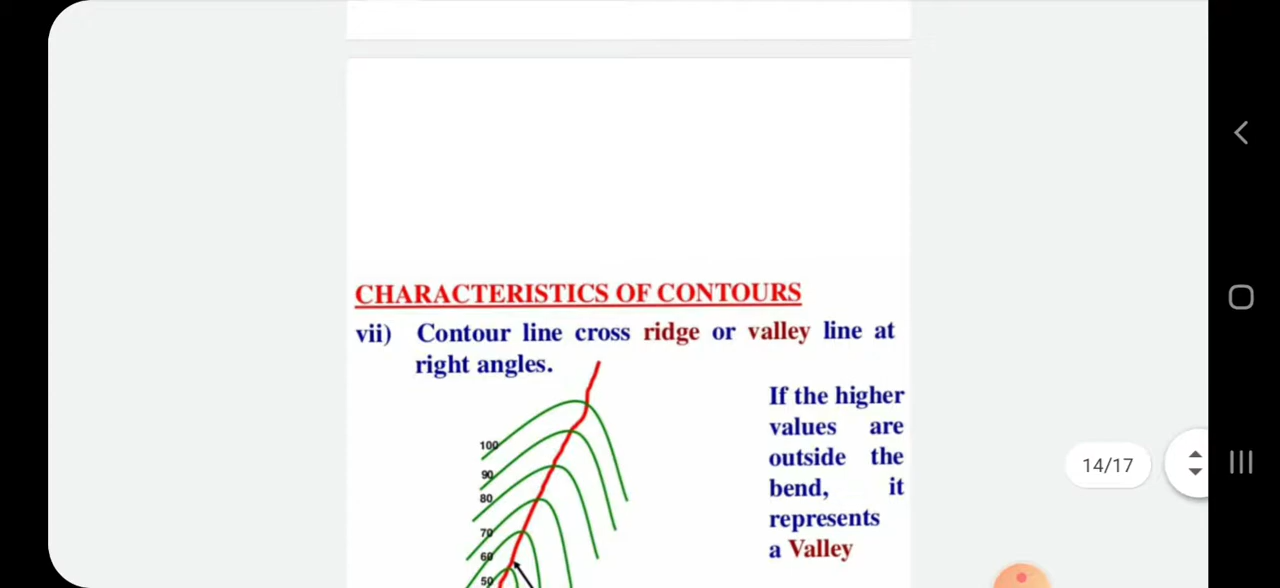 CHARACTERISTICS OF CONTOURS
vii) Contour line cross ridge or valley line at
right angles.
If the higher
values are
outside the
bend, it
represents
a Valley
100
90
80
70
60
50
14/17